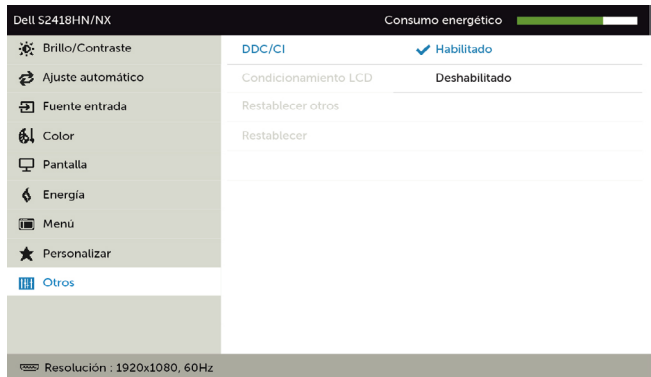 Dell S2418HN/NX
Consumo energético
Brillo/Contraste
DDC/CI
Habilitado
Ajuste automático
Condicionamiento LCD
Deshabilitado
Fuente entrada
Restablecer otros
Color
Restablecer
Pantalla
Energía
Menú
Personalizar
Otros
Resolución : 1920x1080, 60Hz